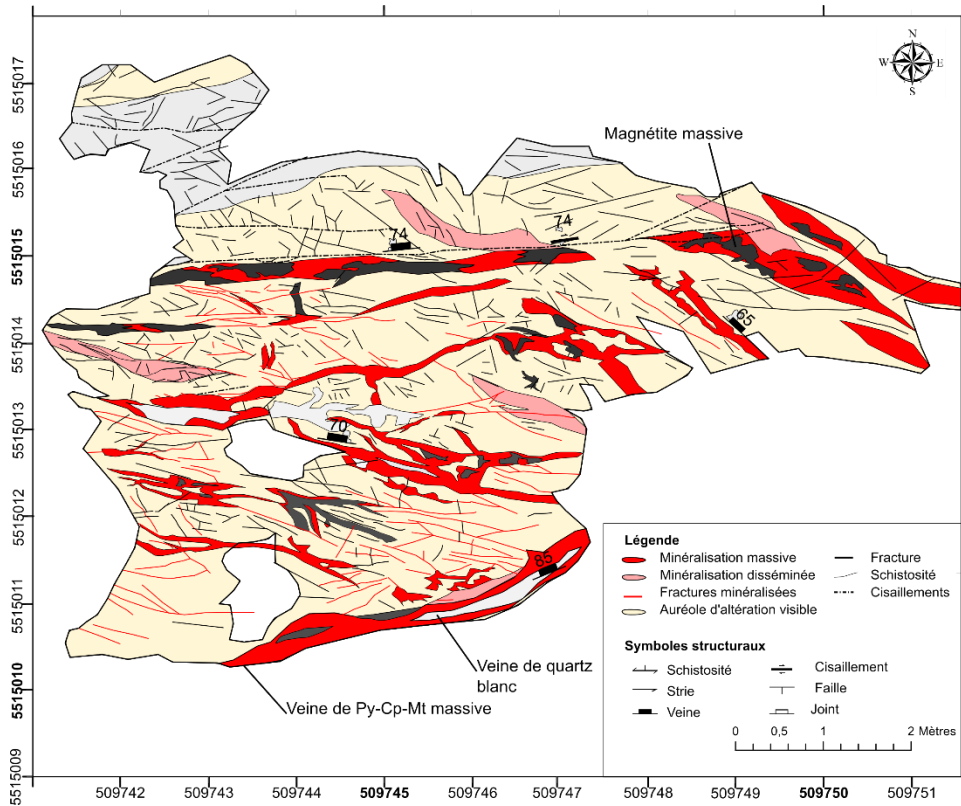 N
W E
S
5515017
5515016
5515015
5515014
5515013
5515012
5515011
5515010
5515009
Magnétite massive
74
74
65
70
85
Veine de quartz
blanc
Veine de Py-Cp-Mt massive
Légende
Minéralisation massive
Minéralisation disséminée
Fractures minéralisées
Auréole d'altération visible
Fracture
Schistosité
Cisaillements
Symboles structuraux
Schistosité
Strie
Veine
Cisaillement
Faille
Joint
0 0,5 1 2 Mètres
509742 509743 509744 509745 509746 509747 509748 509749 509750 509751